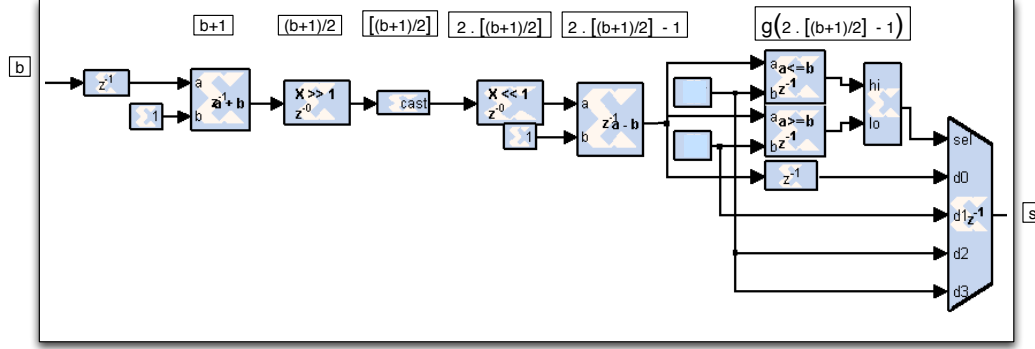 b+1 (b+1)/2 [(b+1)/2] 2 . [(b+1)/2] 2 . [(b+1)/2] - 1 g(2 . [(b+1)/2] - 1)
b
z-1
1
a
b
z-1
a + b
X >> 1
z-0
cast
X << 1
z-0
1
a
b
z-1
a - b
a
b
a<=b
z-1
a
b
a>=b
z-1
z-1
hi
lo
sel
d0
d1
d2
d3
z-1
s